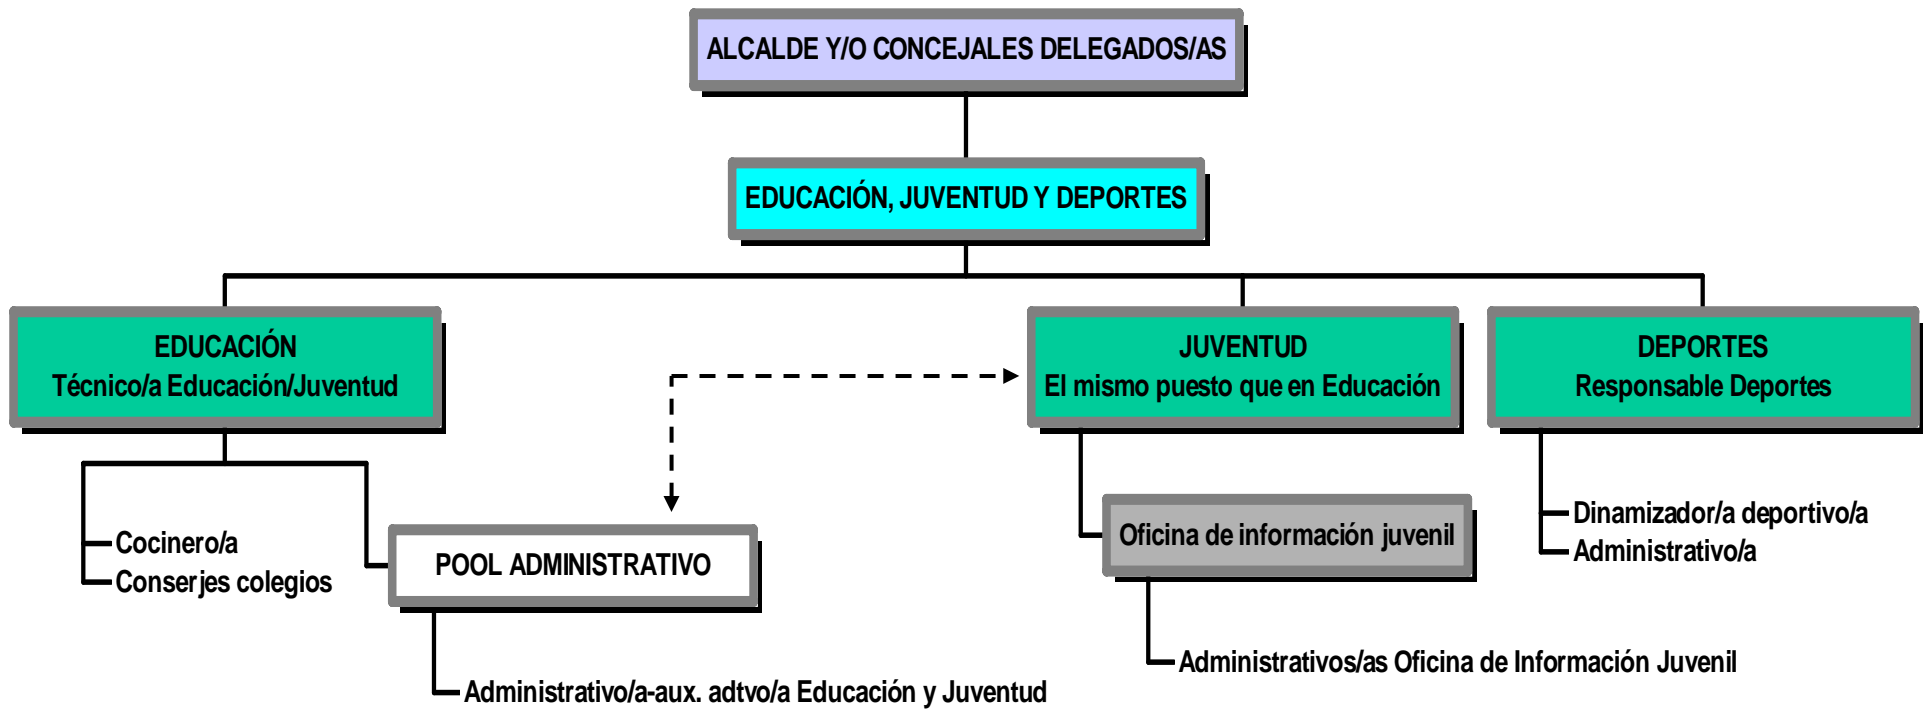 ALCALDE Y/O CONCEJALES DELEGADOS/AS
EDUCACIÓN, JUVENTUD Y DEPORTES
EDUCACIÓN
Técnico/a Educación/Juventud
JUVENTUD
El mismo puesto que en Educación
DEPORTES
Responsable Deportes
Cocinero/a
Conserjes colegios
POOL ADMINISTRATIVO
Administrativo/a-aux. adtvo/a Educación y Juventud
Oficina de información juvenil
Administrativos/as Oficina de Información Juvenil
Dinamizador/a deportivo/a
Administrativo/a